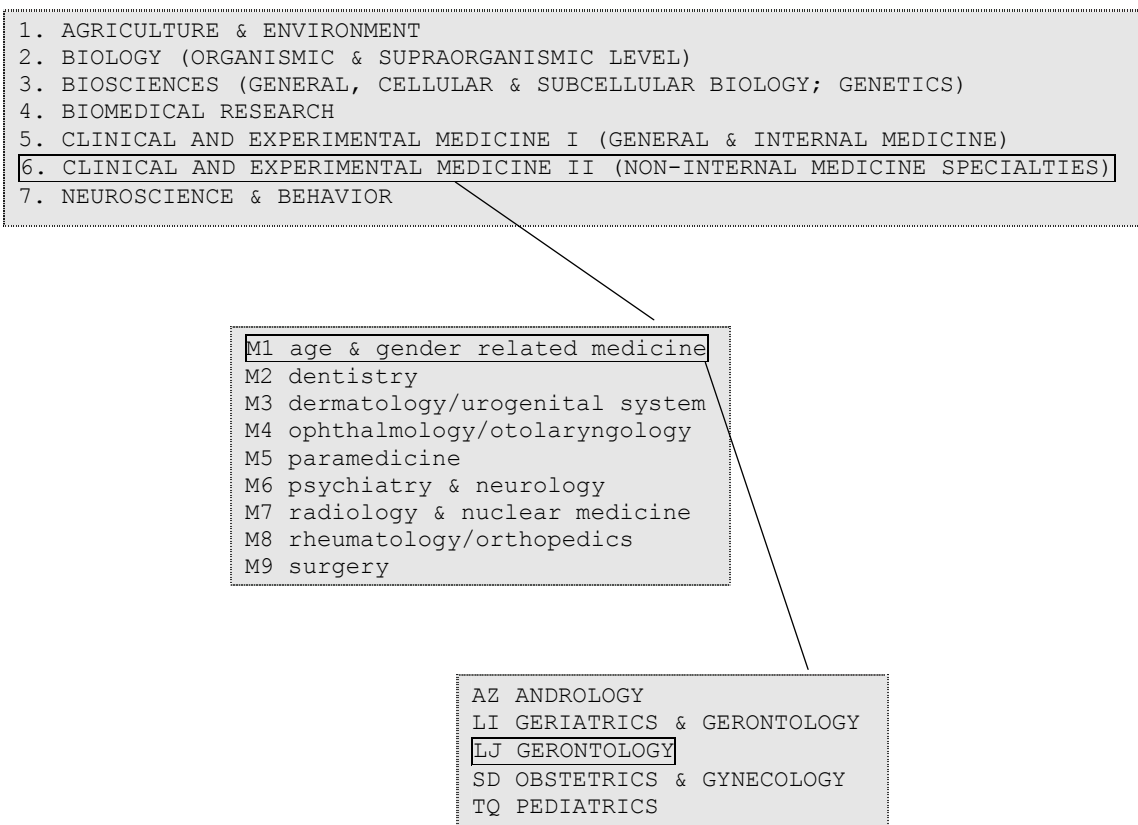 1. AGRICULTURE & ENVIRONMENT
2. BIOLOGY (ORGANISMIC & SUPRAORGANISMIC LEVEL)
3. BIOSCIENCES (GENERAL, CELLULAR & SUBCELLULAR BIOLOGY; GENETICS)
4. BIOMEDICAL RESEARCH
5. CLINICAL AND EXPERIMENTAL MEDICINE I (GENERAL & INTERNAL MEDICINE)
6. CLINICAL AND EXPERIMENTAL MEDICINE II (NON-INTERNAL MEDICINE SPECIALTIES)
7. NEUROSCIENCE & BEHAVIOR
M1 age & gender related medicine
M2 dentistry
M3 dermatology/urogenital system
M4 ophthalmology/otolaryngology
M5 paramedicine
M6 psychiatry & neurology
M7 radiology & nuclear medicine
M8 rheumatology/orthopedics
M9 surgery
AZ ANDROLOGY
LI GERIATRICS & GERONTOLOGY
LJ GERONTOLOGY
SD OBSTETRICS & GYNECOLOGY
TQ PEDIATRICS